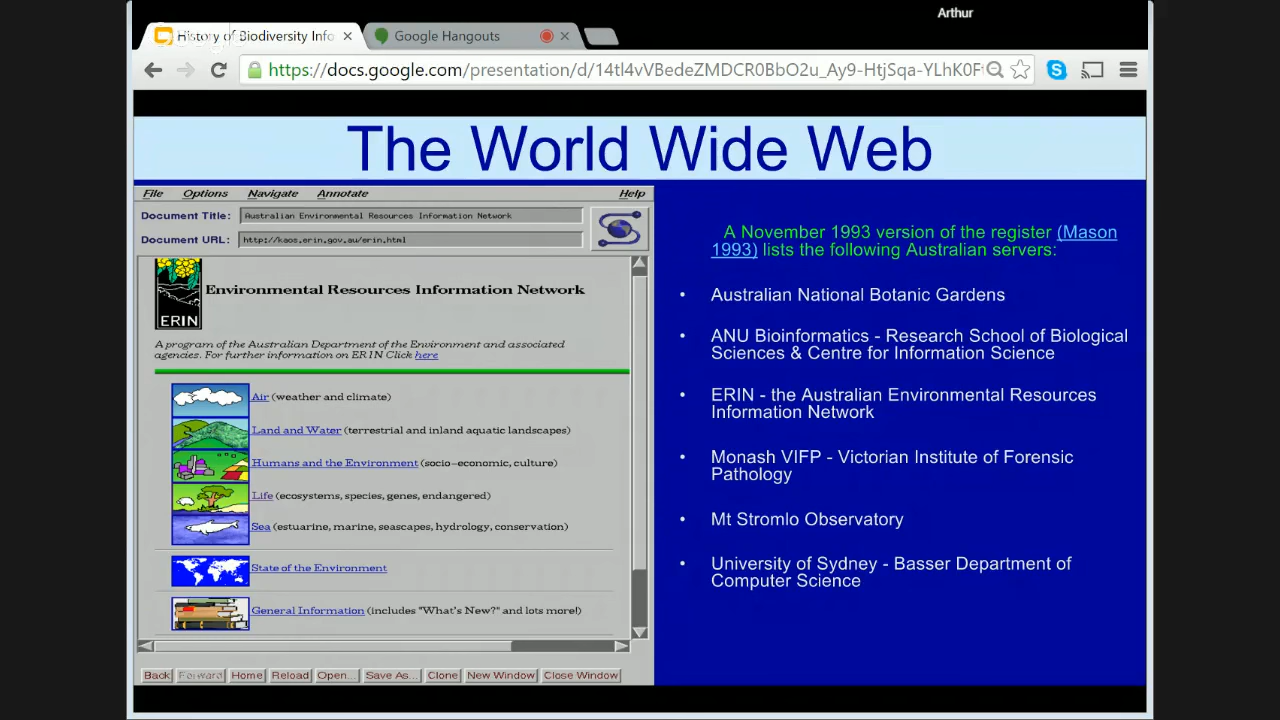 Arthur
History of Biodiversity Info
Google Hangouts
https://docs.google.com/presentation/d/14tl4vVBedeZMDCR0BbO2u_Ay9-HtjSqa-YLhK0F
The World Wide Web
File Options Navigate Annotate Help
Document Title: Australian Environmental Resources Information Network
Document URL: http://kaos.erin.gov.au/erin.html
ERIN
Environmental Resources Information Network
A program of the Australian Department of the Environment and associated
agencies. For further information on ERIN Click here
Air (weather and climate)
Land and Water (terrestrial and inland aquatic landscapes)
Humans and the Environment (socio-economic, culture)
Life (ecosystems, species, genes, endangered)
Sea (estuarine, marine, seascapes, hydrology, conservation)
State of the Environment
General Information (includes "What's New?" and lots more!)
Back Forward Home Reload Open... Save As... Clone New Window Close Window
A November 1993 version of the register (Mason
1993) lists the following Australian servers:
• Australian National Botanic Gardens
• ANU Bioinformatics - Research School of Biological
Sciences & Centre for Information Science
• ERIN - the Australian Environmental Resources
Information Network
• Monash VIFP - Victorian Institute of Forensic
Pathology
• Mt Stromlo Observatory
• University of Sydney - Basser Department of
Computer Science